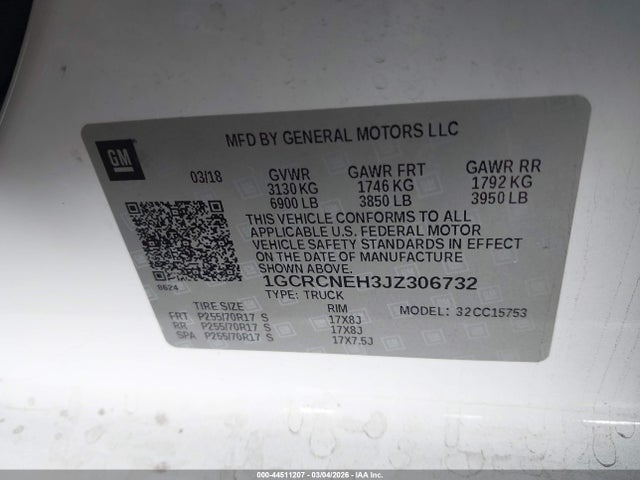 GM
MFD BY GENERAL MOTORS LLC
03/18 GVWR GAWR FRT GAWR RR
3130 KG 1746 KG 1792 KG
6900 LB 3850 LB 3950 LB
THIS VEHICLE CONFORMS TO ALL
APPLICABLE U.S. FEDERAL MOTOR
VEHICLE SAFETY STANDARDS IN EFFECT
ON THE DATE OF MANUFACTURE
SHOWN ABOVE.
8624
1GCRCNEH3JZ306732
TYPE: TRUCK
TIRE SIZE RIM MODEL: 32CC15753
FRT P255/70R17 S 17X8J
RR P255/70R17 S 17X8J
SPA P255/70R17 S 17X7.5J
000-44511207 - 03/04/2026 - IAA Inc.